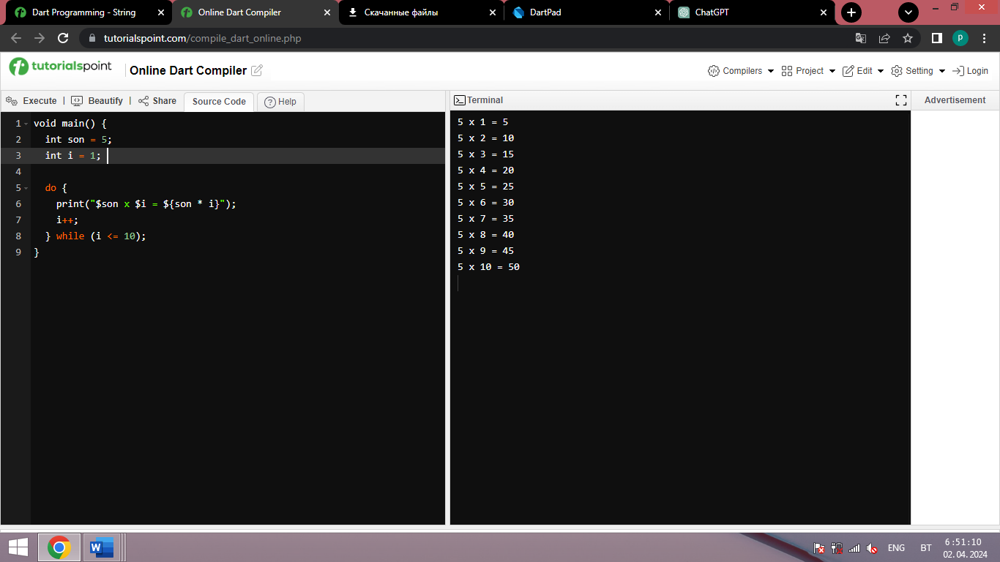 Dart Programming - String
Online Dart Compiler
Скачанные файлы
DartPad
ChatGPT
tutorialspoint.com/compile_dart_online.php
P
tutorialspoint
Online Dart Compiler
Compilers
Project
Edit
Setting
Login
Execute | Beautify | Share
Source Code
Help
Terminal
Advertisement
1 void main() {
2 int son = 5;
3 int i = 1;
4
5 do {
6 print("$son x $i = ${son * i}");
7 i++;
8 } while (i <= 10);
9 }
5 x 1 = 5
5 x 2 = 10
5 x 3 = 15
5 x 4 = 20
5 x 5 = 25
5 x 6 = 30
5 x 7 = 35
5 x 8 = 40
5 x 9 = 45
5 x 10 = 50
W
ENG
БТ
6:51:10
02.04.2024